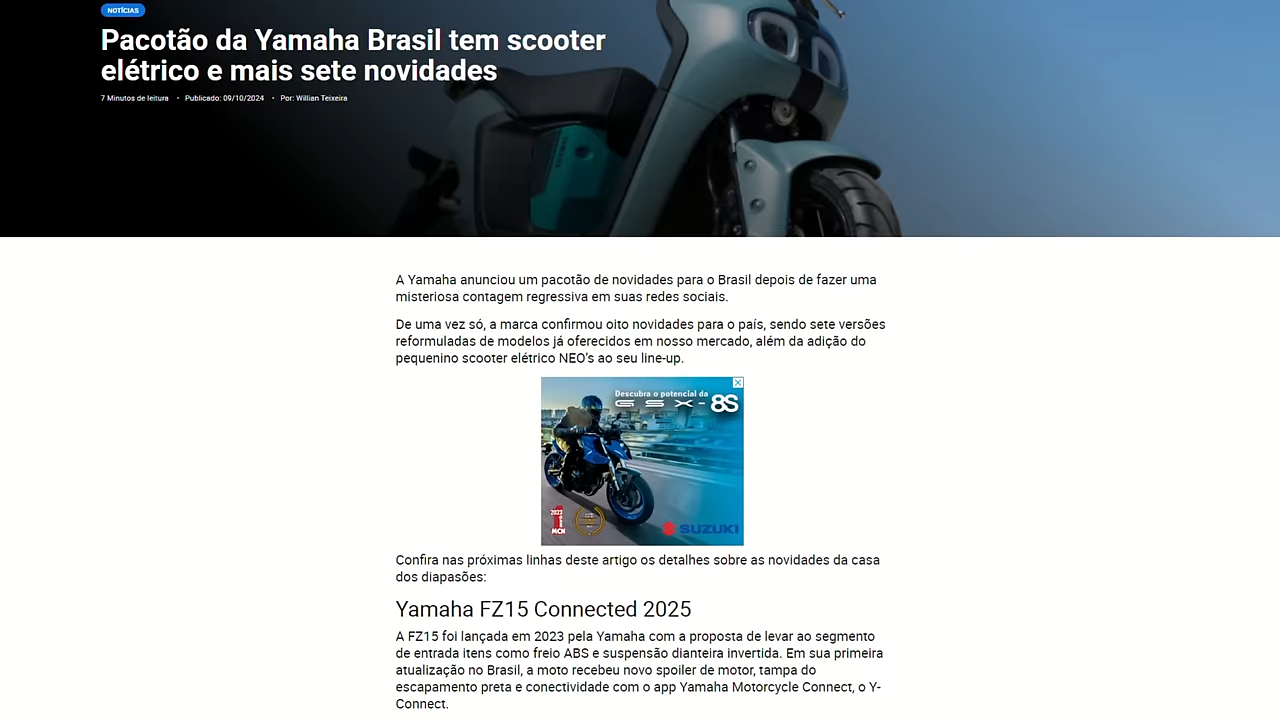 NOTÍCIAS
Pacotão da Yamaha Brasil tem scooter
elétrico e mais sete novidades
7 Minutos de leitura • Publicado: 09/10/2024 • Por: Willian Teixeira
A Yamaha anunciou um pacotão de novidades para o Brasil depois de fazer uma
misteriosa contagem regressiva em suas redes sociais.
De uma vez só, a marca confirmou oito novidades para o país, sendo sete versões
reformuladas de modelos já oferecidos em nosso mercado, além da adição do
pequenino scooter elétrico NEO's ao seu line-up.
Descubra o potencial da
GSX-8S
2023
1
MCN
SUZUKI
Confira nas próximas linhas deste artigo os detalhes sobre as novidades da casa
dos diapasões:
Yamaha FZ15 Connected 2025
A FZ15 foi lançada em 2023 pela Yamaha com a proposta de levar ao segmento
de entrada itens como freio ABS e suspensão dianteira invertida. Em sua primeira
atualização no Brasil, a moto recebeu novo spoiler de motor, tampa do
escapamento preta e conectividade com o app Yamaha Motorcycle Connect, o Y-
Connect.